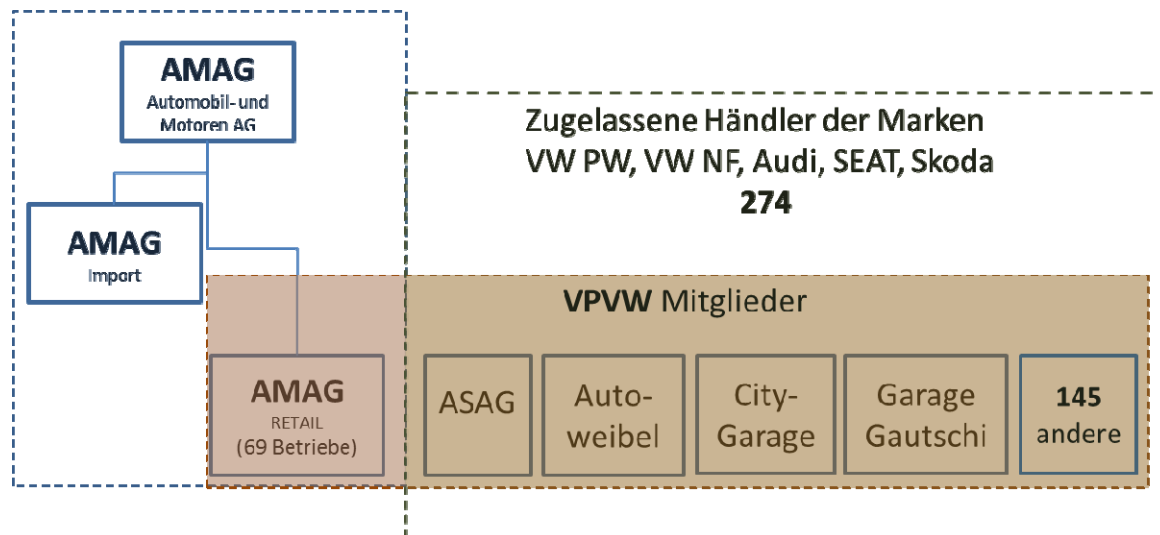 AMAG
Automobil- und
Motoren AG
AMAG
Import
Zugelassene Händler der Marken
VW PW, VW NF, Audi, SEAT, Skoda
274
VPVW Mitglieder
AMAG
RETAIL
(69 Betriebe)
ASAG
Auto-
weibel
City-
Garage
Garage
Gautschi
145
andere